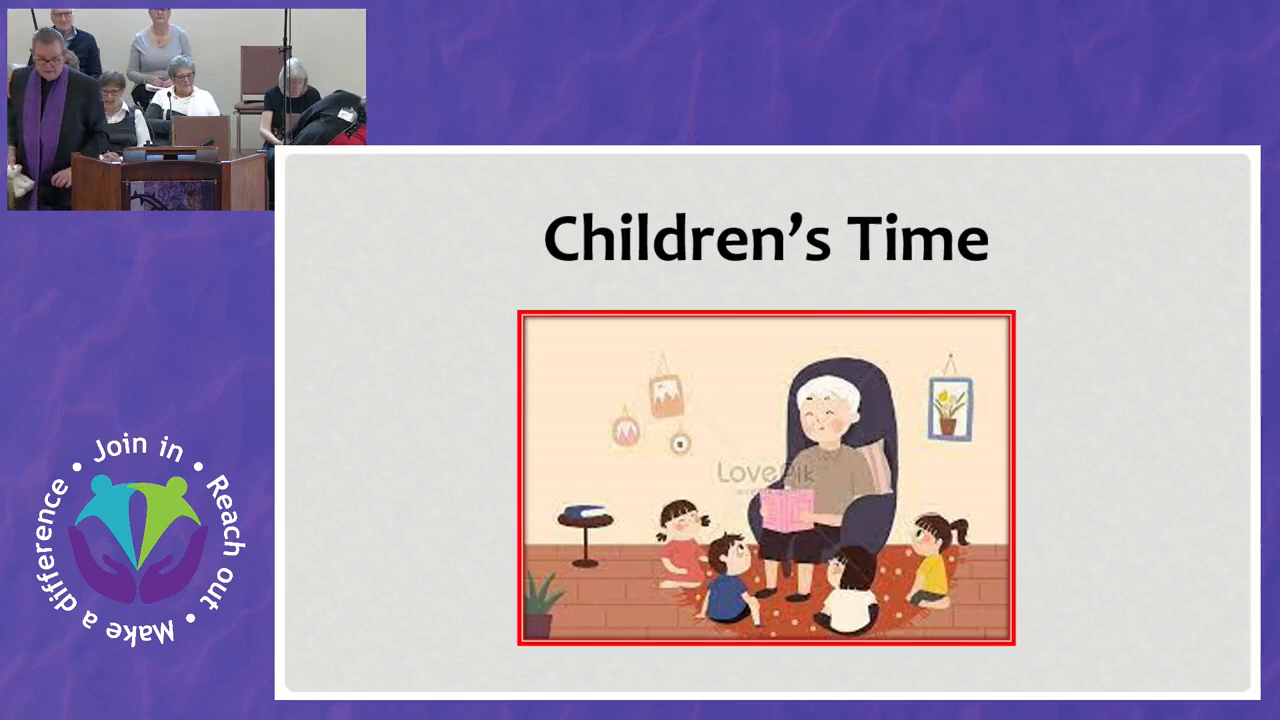 Children's Time
LovePik
Join in • Reach out • Make a difference •